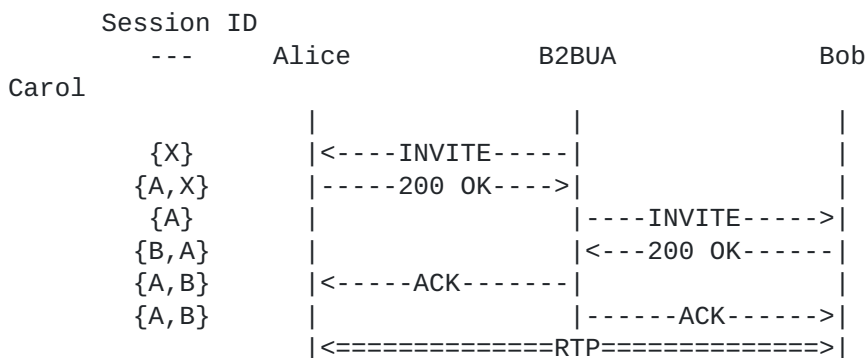 Session ID
---     Alice            B2BUA             Bob
Carol
                 |                |                |
        {X}      |<----INVITE-----|                |
       {A,X}     |-----200 OK---->|                |
        {A}      |                |----INVITE----->|
       {B,A}     |                |<---200 OK------|
       {A,B}     |<-----ACK-------|                |
       {A,B}     |                |------ACK------>|
                 |<==============RTP==============>|